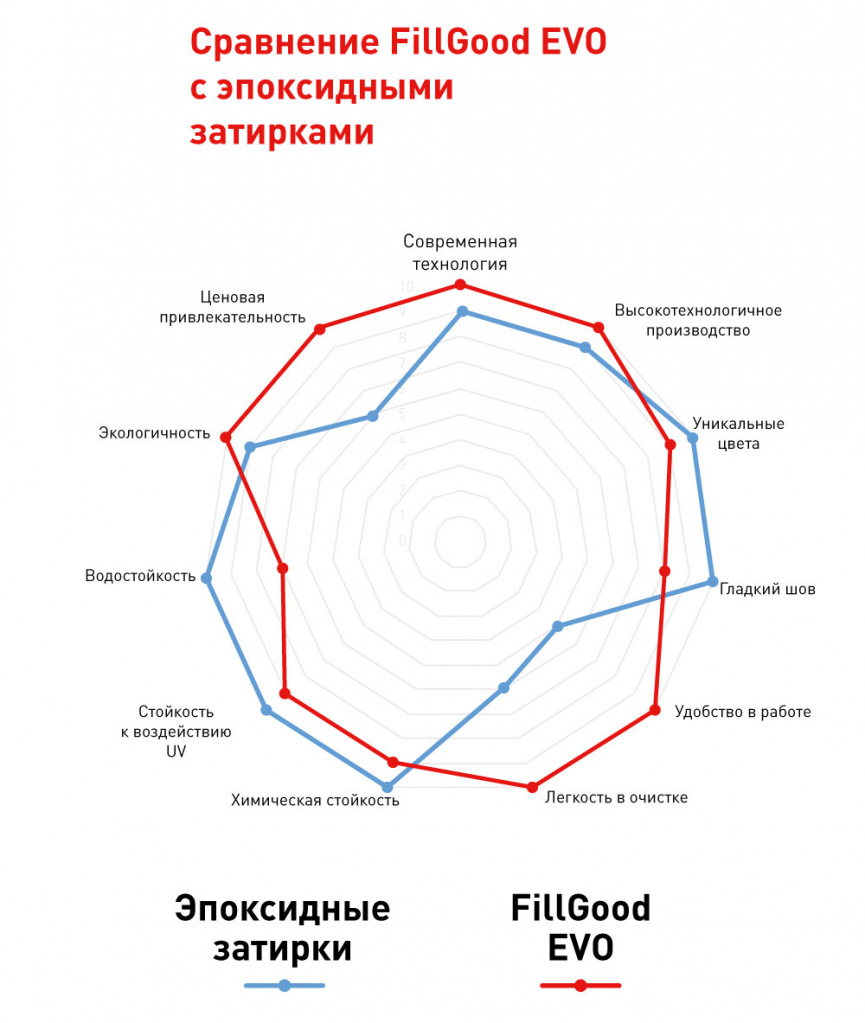 Сравнение FillGood EVO
с эпоксидными
затирками
Современная
технология
Высокотехнологичное
производство
Уникальные
цвета
Гладкий шов
Удобство в работе
Легкость в очистке
Химическая стойкость
Стойкость
к воздействию
UV
Водостойкость
Экологичность
Ценовая
привлекательность
10
9
8
7
5
4
3
2
1
0
Эпоксидные
затирки
FillGood
EVO